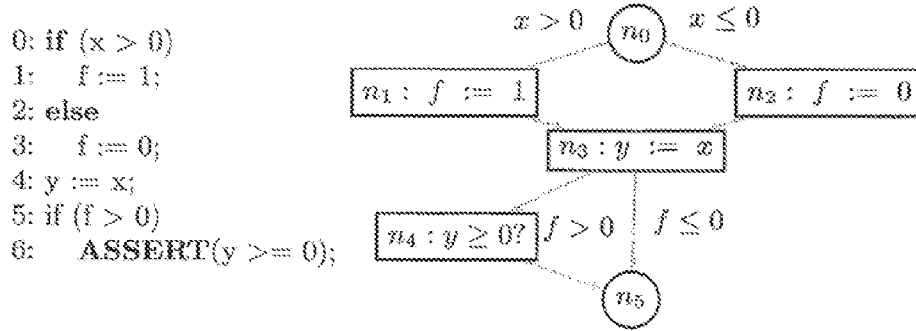 0: if (x > 0)
1: f := 1;
2: else
3: f := 0;
4: y := x;
5: if (f > 0)
6: ASSERT(y >= 0);
x > 0
n₀
x ≤ 0
n₁ : f := 1
n₂ : f := 0
n₃ : y := x
n₄ : y ≥ 0?
f > 0
f ≤ 0
n₅